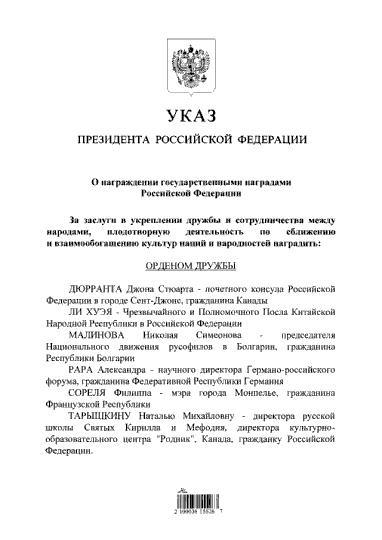 УКАЗ
ПРЕЗИДЕНТА РОССИЙСКОЙ ФЕДЕРАЦИИ
О награждении государственными наградами
Российской Федерации
За заслуги в укреплении дружбы и сотрудничества между
народами, плодотворную деятельность по сближению
и взаимообогащению культур наций и народностей наградить:
ОРДЕНОМ ДРУЖБЫ
ДЮРРАНТА Джона Стюарта - почетного консула Российской
Федерации в городе Сент-Джонс, гражданина Канады
ЛИ ХУЭЯ - Чрезвычайного и Полномочного Посла Китайской
Народной Республики в Российской Федерации
МАЛИНОВА Николая Симеонова - председателя
Национального движения русофилов в Болгарии, гражданина
Республики Болгарии
РАРА Александра - научного директора Германо-российского
форума, гражданина Федеративной Республики Германия
СОРЕЛЯ Филиппа - мэра города Монпелье, гражданина
Французской Республики
ТАРЫЩКИНУ Наталью Михайловну - директора русской
школы Святых Кирилла и Мефодия, директора культурно-
образовательного центра "Родник", Канада, гражданку Российской
Федерации.